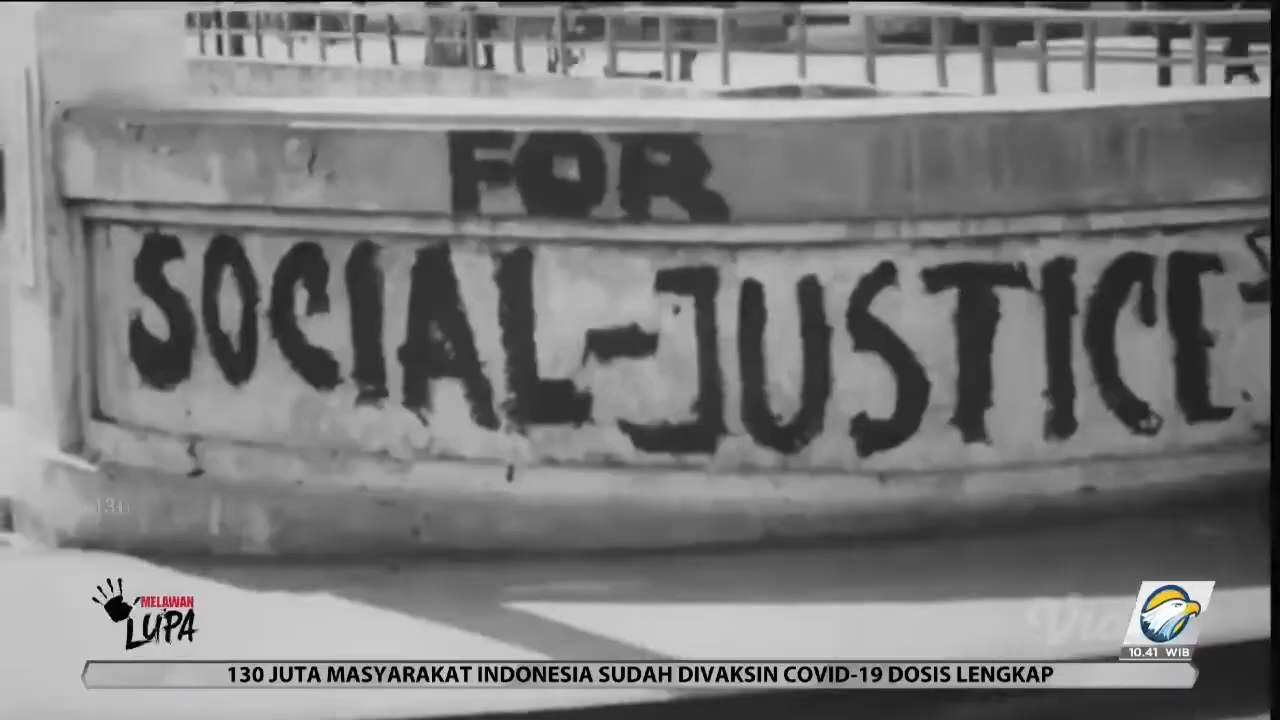 FOR
SOCIAL-JUSTICE
MELAWAN
LUPA
10.41 WIB
130 JUTA MASYARAKAT INDONESIA SUDAH DIVAKSIN COVID-19 DOSIS LENGKAP